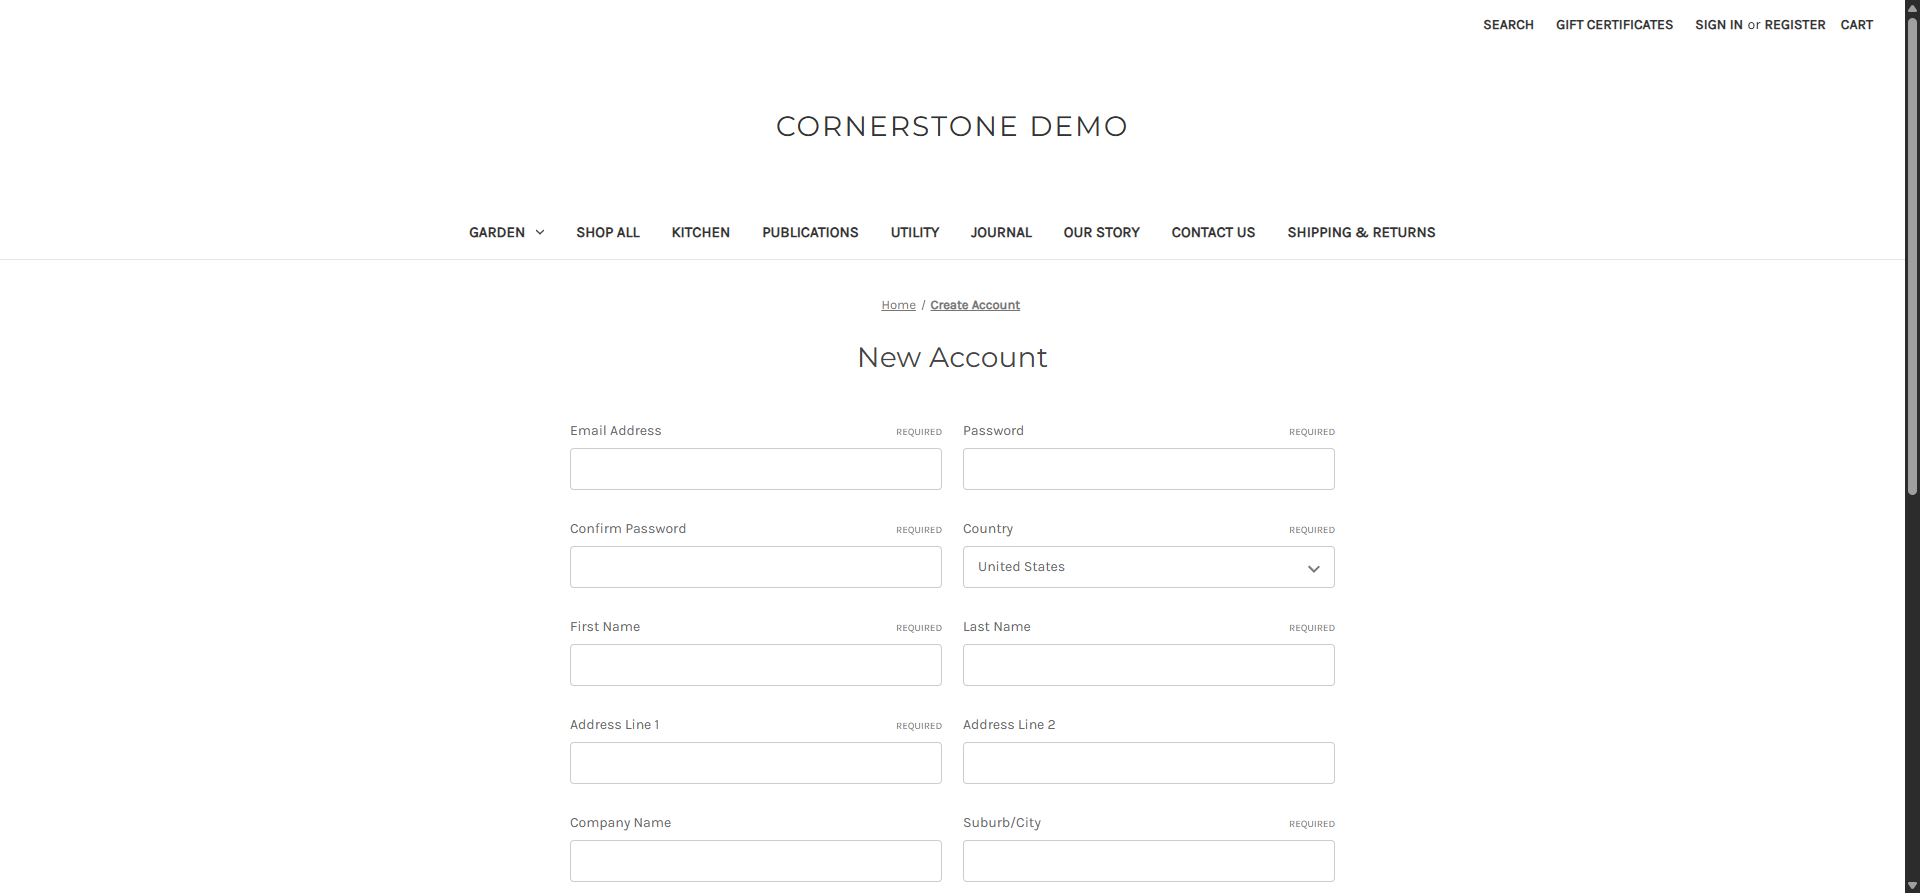 SEARCH GIFT CERTIFICATES SIGN IN or REGISTER CART
CORNERSTONE DEMO
GARDEN SHOP ALL KITCHEN PUBLICATIONS UTILITY JOURNAL OUR STORY CONTACT US SHIPPING & RETURNS
Home / Create Account
New Account
Email Address REQUIRED Password REQUIRED
Confirm Password REQUIRED Country REQUIRED
United States
First Name REQUIRED Last Name REQUIRED
Address Line 1 REQUIRED Address Line 2
Company Name Suburb/City REQUIRED